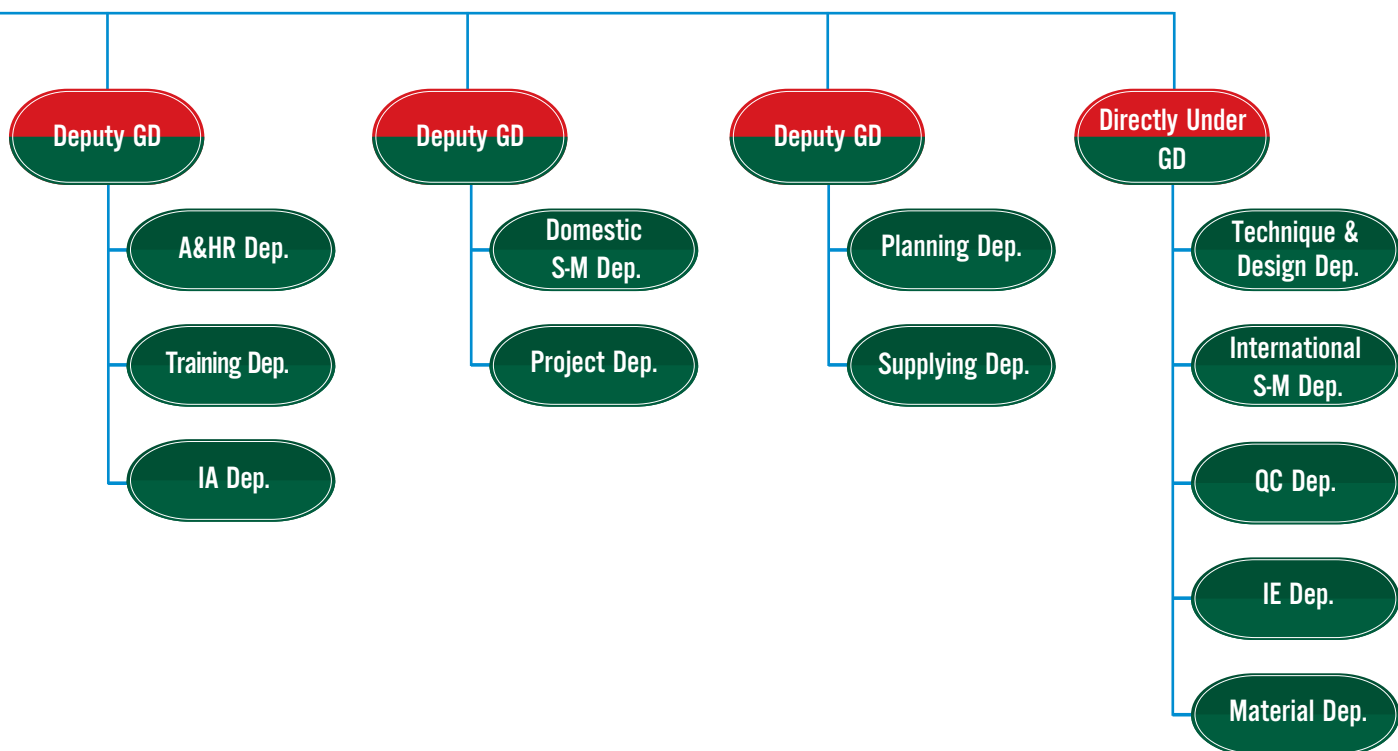 Deputy GD
Deputy GD
Deputy GD
Directly Under
GD
A&HR Dep.
Training Dep.
IA Dep.
Domestic
S-M Dep.
Project Dep.
Planning Dep.
Supplying Dep.
Technique &
Design Dep.
International
S-M Dep.
QC Dep.
IE Dep.
Material Dep.